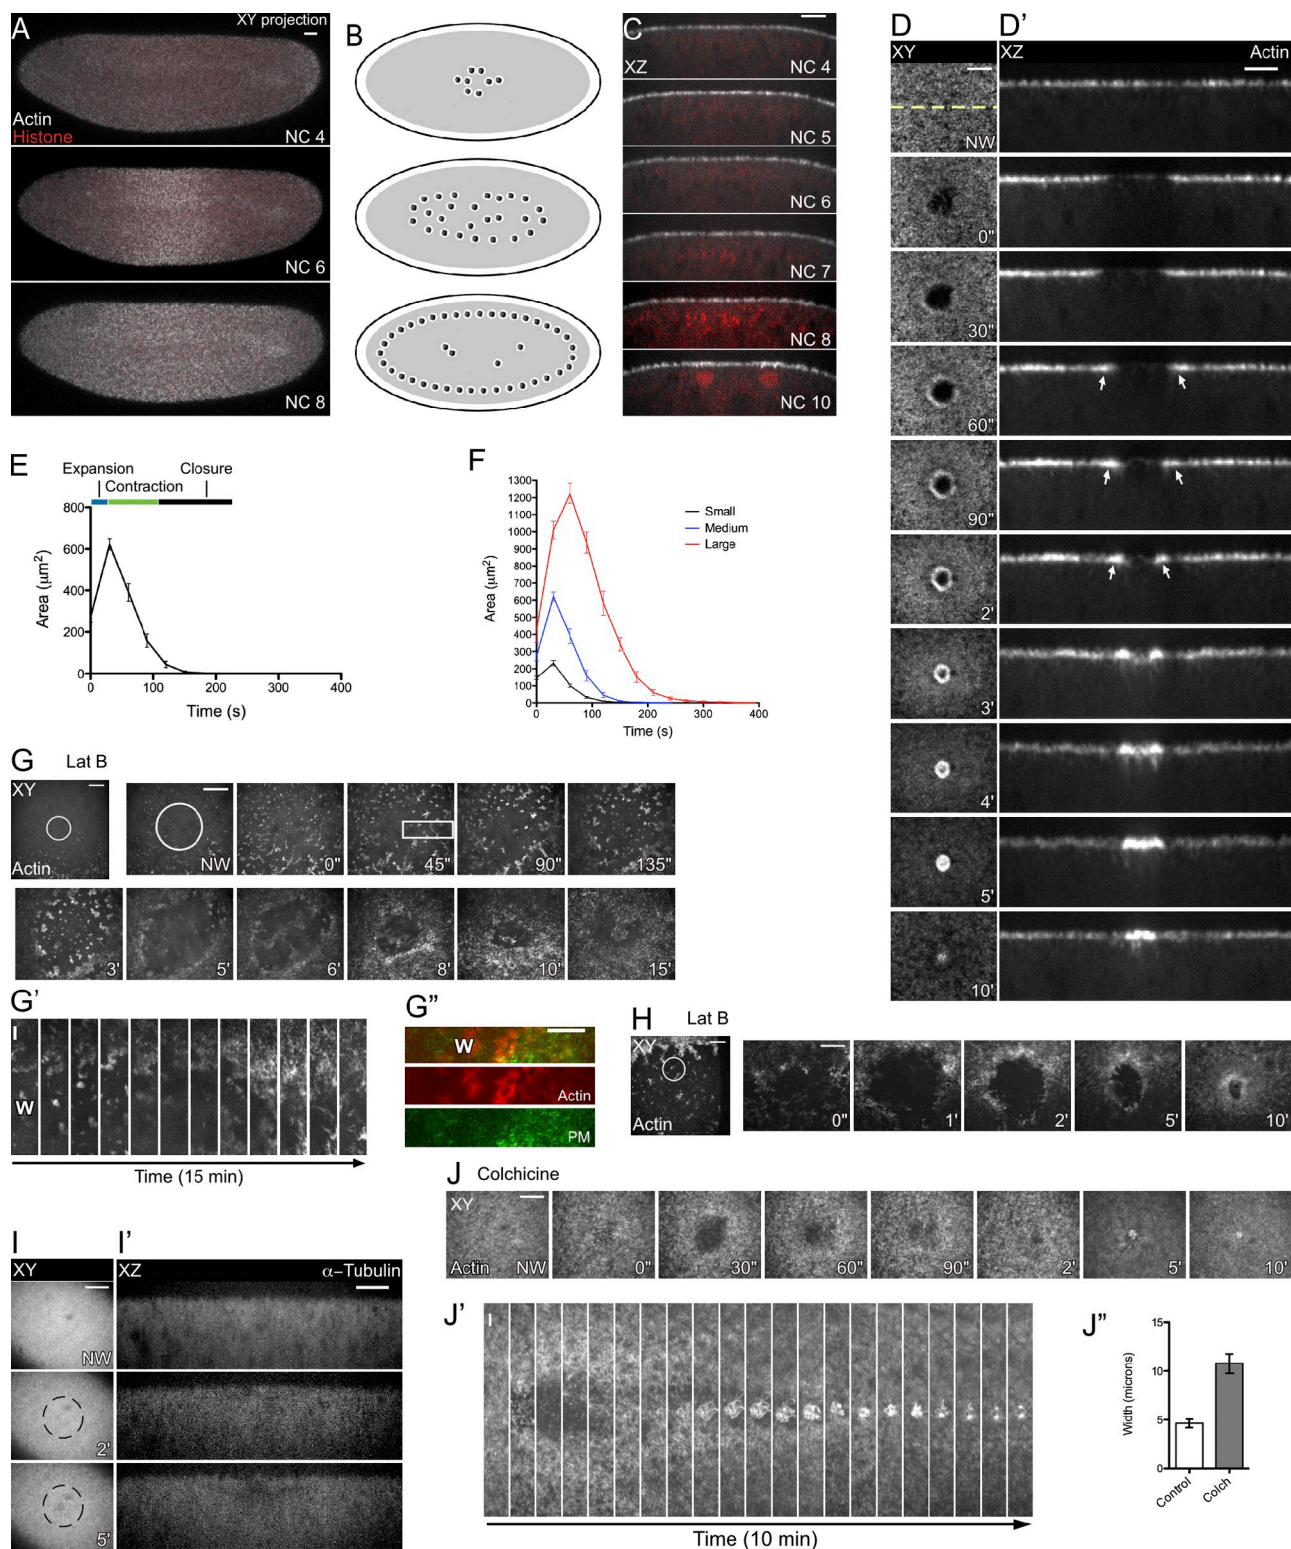 A
XY projection
Actin
Histone
NC 4
NC 6
NC 8
B
C
XZ
NC 4
NC 5
NC 6
NC 7
NC 8
NC 10
D
XY
NW
0"
30"
60"
90"
2'
3'
4'
5'
10'
D'
XZ
Actin
E
Expansion
Closure
Contraction
800
600
400
200
0
Area (μm²)
0
100
200
300
400
Time (s)
F
1300
1200
1100
1000
900
800
700
600
500
400
300
200
100
0
Area (μm²)
Small
Medium
Large
0
100
200
300
400
Time (s)
G
Lat B
XY
Actin
NW
0"
45"
90"
135"
3'
5'
6'
8'
10"
15'
G'
W
Time (15 min)
G"
W
Actin
PM
H
Lat B
XY
Actin
0"
1'
2'
5'
10'
I
XY
NW
2'
5'
I'
XZ
α-Tubulin
J
Colchicine
XY
Actin
NW
0"
30"
60"
90"
2'
5'
10'
J'
Time (10 min)
J"
15
10
5
0
Width (microns)
Control
Colch